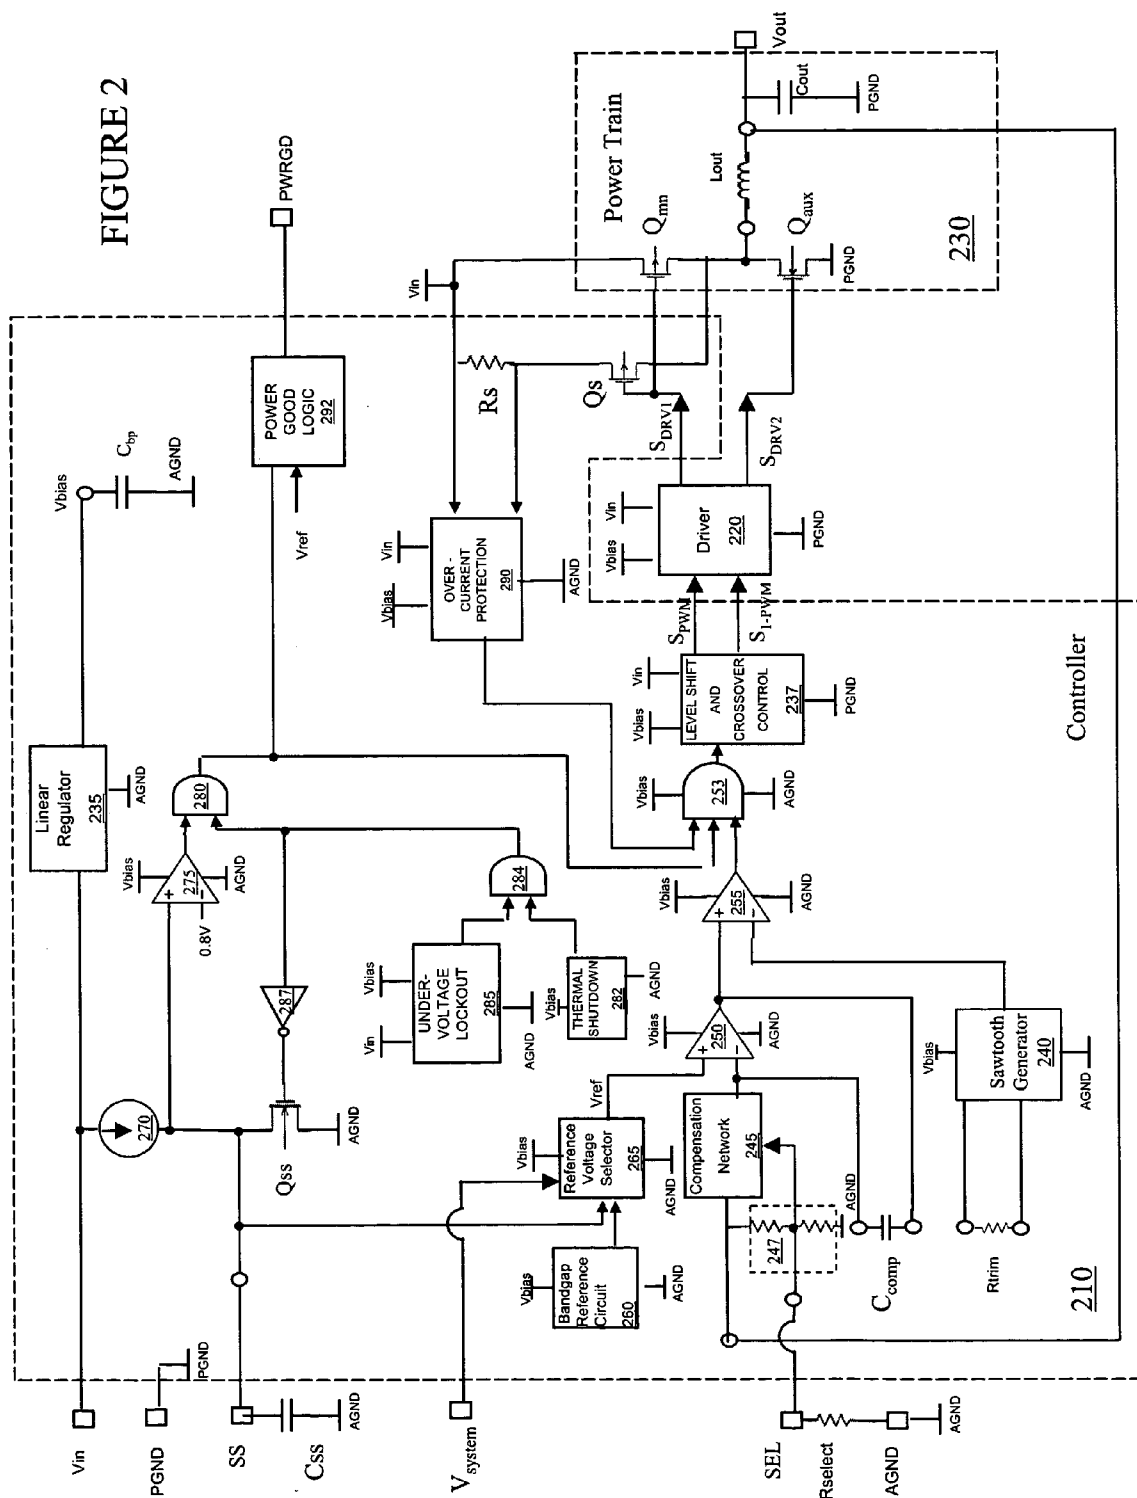 FIGURE 2
Vin
PGND
PGND
SS
CSS
AGND
Vsystem
SEL
Rselect
AGND
AGND
Linear
Regulator
235
AGND
Vbias
Cbp
AGND
270
Vbias
+
275
−
0.8V
AGND
280
287
Qss
AGND
Vin
Vbias
UNDER-
VOLTAGE
LOCKOUT
285
AGND
284
Vbias
THERMAL
SHUTDOWN
282
AGND
Vref
POWER
GOOD
LOGIC
292
PWRGD
Vbias
Vin
OVER -
CURRENT
PROTECTION
290
AGND
Vin
Rs
Qs
Vbias
Bandgap
Reference
Circuit
260
AGND
Vbias
Reference
Voltage
Selector
265
AGND
Vref
Compensation
Network
245
247
AGND
Ccomp
Vbias
+
250
−
AGND
Vbias
+
255
−
AGND
Vbias
253
AGND
Rtrim
Vbias
Sawtooth
Generator
240
AGND
Vbias
Vin
LEVEL SHIFT
AND
CROSSOVER
CONTROL
237
PGND
SPWM
S1-PWM
Vbias
Vin
Driver
220
PGND
SDRV1
SDRV2
Power Train
Qmn
Qaux
PGND
Lout
Cout
PGND
Vout
230
210
Controller